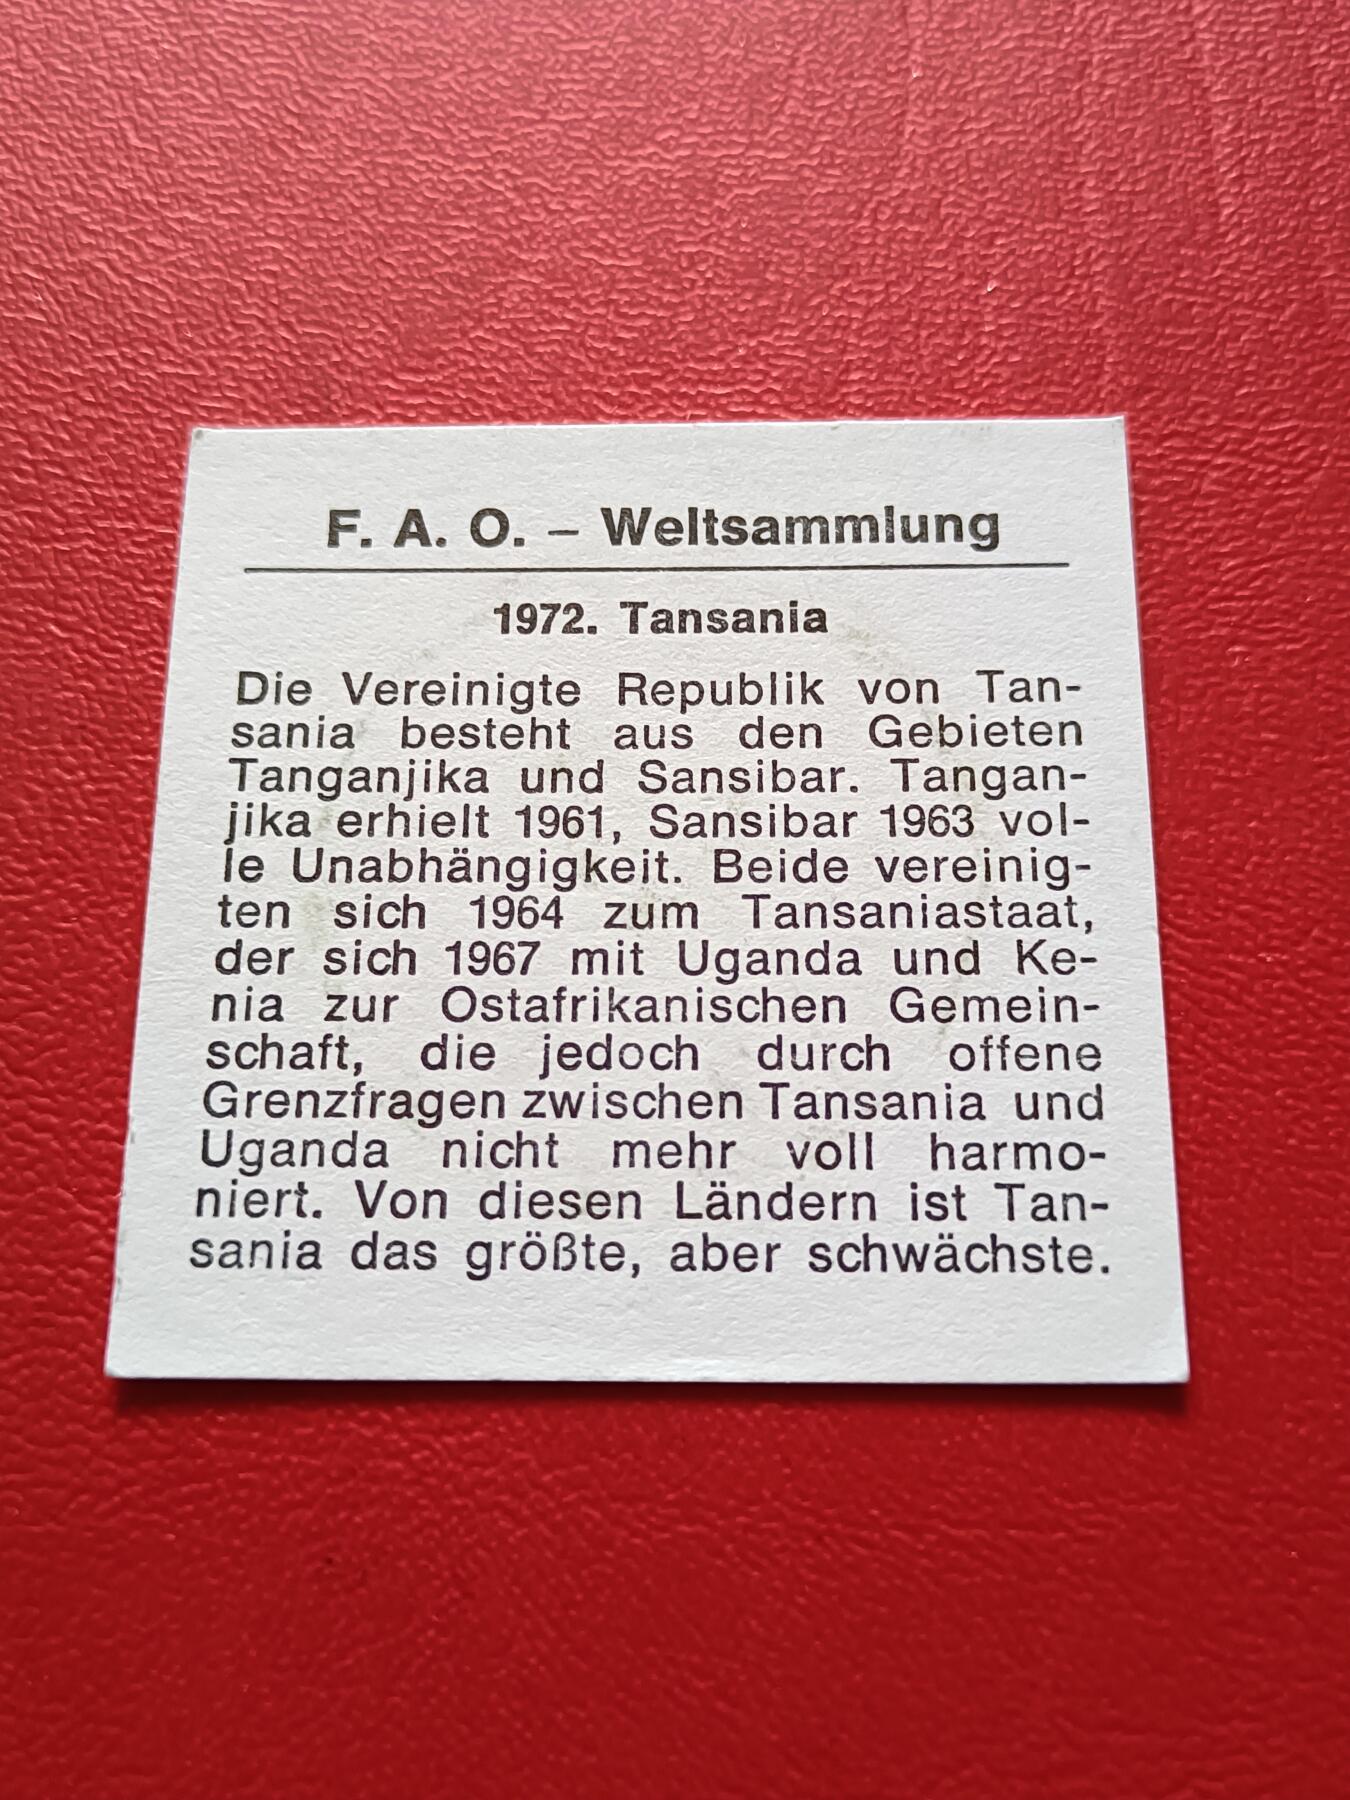 F. A. O. – Weltsammlung
1972. Tansania
Die Vereinigte Republik von Tan-
sania besteht aus den Gebieten
Tanganjika und Sansibar. Tangan-
jika erhielt 1961, Sansibar 1963 vol-
le Unabhängigkeit. Beide vereinig-
ten sich 1964 zum Tansaniastaat,
der sich 1967 mit Uganda und Ke-
nia zur Ostafrikanischen Gemein-
schaft, die jedoch durch offene
Grenzfragen zwischen Tansania und
Uganda nicht mehr voll harmo-
niert. Von diesen Ländern ist Tan-
sania das größte, aber schwächste.